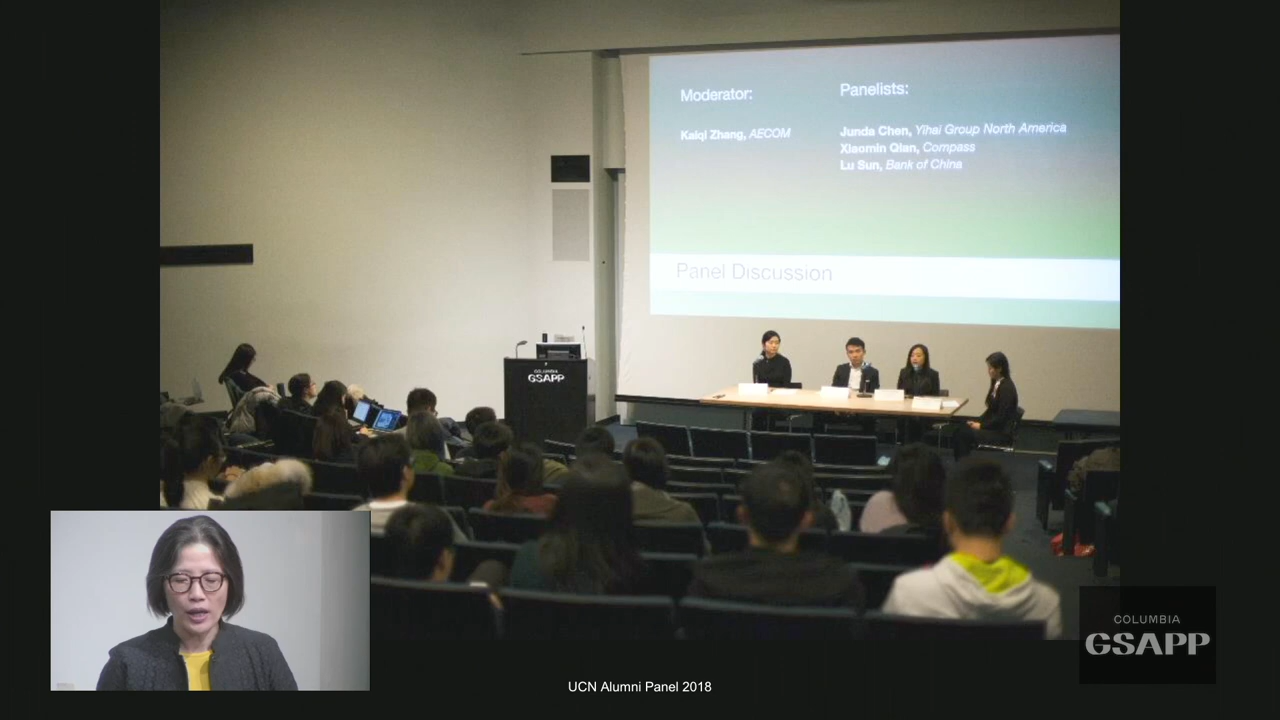 Moderator:
Kaiqi Zhang, AECOM
Panelists:
Junda Chen, Yihai Group North America
Xiaomin Qian, Compass
Lu Sun, Bank of China
Panel Discussion
COLUMBIA
GSAPP
COLUMBIA
GSAPP
UCN Alumni Panel 2018